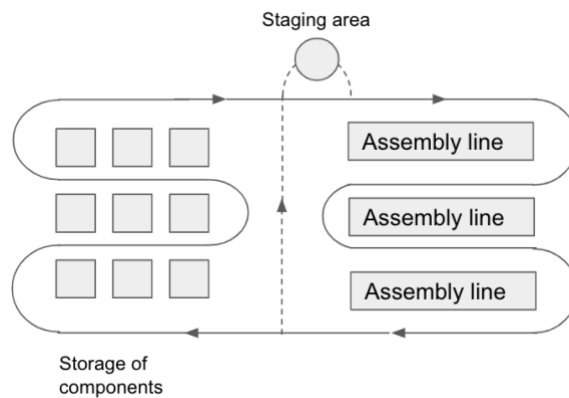 Staging area
Assembly line
Assembly line
Assembly line
Storage of
components